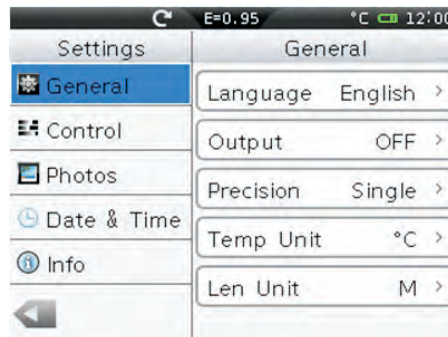 E=0.95 °C 12:00
Settings General
General
Control
Photos
Date & Time
Info
Language English >
Output OFF >
Precision Single >
Temp Unit °C >
Len Unit M >